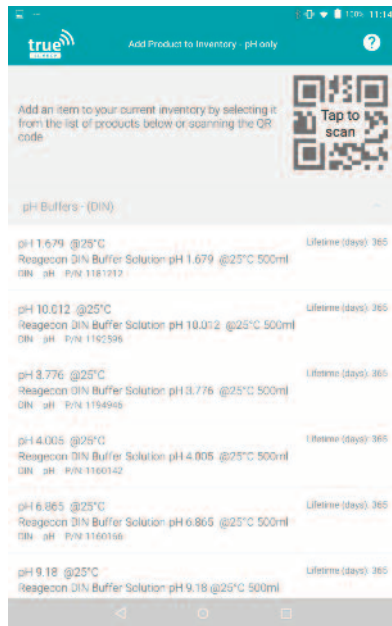 100% 11:14
true
Add Product to Inventory - pH only
?
Add an item to your current inventory by selecting it
from the list of products below or scanning the QR
code
Tap to
scan
pH Buffers - (DIN)
pH 1.679 @25°C
Lifetime (days): 365
Reagecon DIN Buffer Solution pH 1.679 @25°C 500ml
DIN pH P/N 1181212
pH 10.012 @25°C
Lifetime (days): 365
Reagecon DIN Buffer Solution pH 10.012 @25°C 500ml
DIN pH P/N 1192596
pH 3.776 @25°C
Lifetime (days): 365
Reagecon DIN Buffer Solution pH 3.776 @25°C 500ml
DIN pH P/N 1194946
pH 4.005 @25°C
Lifetime (days): 365
Reagecon DIN Buffer Solution pH 4.005 @25°C 500ml
DIN pH P/N 1160142
pH 6.865 @25°C
Lifetime (days): 365
Reagecon DIN Buffer Solution pH 6.865 @25°C 500ml
DIN pH P/N 1160166
pH 9.18 @25°C
Lifetime (days): 365
Reagecon DIN Buffer Solution pH 9.18 @25°C 500ml